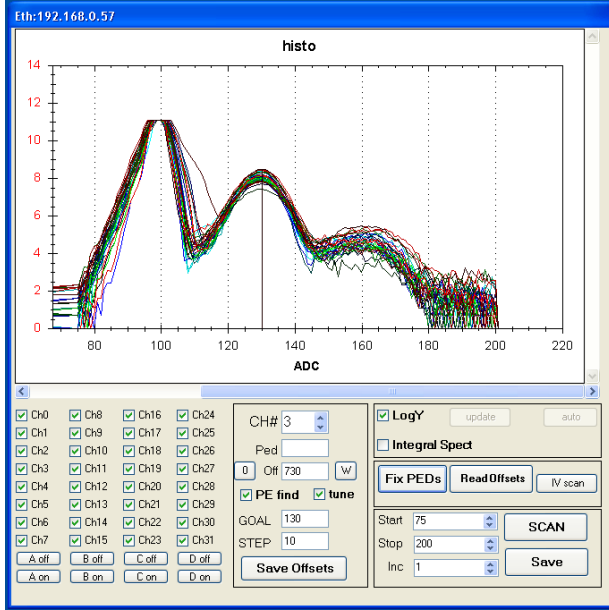 Eth:192.168.0.57
histo
14
12
10
8
6
4
2
0
80 100 120 140 160 180 200 220
ADC
Ch0 Ch8 Ch16 Ch24
Ch1 Ch9 Ch17 Ch25
Ch2 Ch10 Ch18 Ch26
Ch3 Ch11 Ch19 Ch27
Ch4 Ch12 Ch20 Ch28
Ch5 Ch13 Ch21 Ch29
Ch6 Ch14 Ch22 Ch30
Ch7 Ch15 Ch23 Ch31
A off B off C off D off
A on B on C on D on
CH# 3
Ped
0 Off 730 W
PE find tune
GOAL 130
STEP 10
Save Offsets
LogY update auto
Integral Spect
Fix PEDs Read Offsets IV scan
Start 75 SCAN
Stop 200
Inc 1 Save